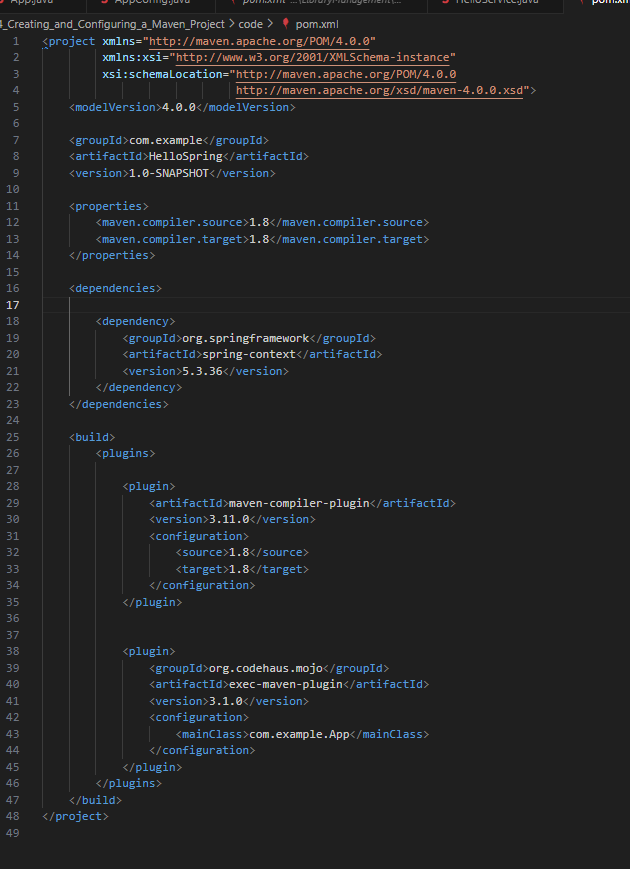 App.java AppConfig.java pom.xml ...\LibraryManagement\... HelloService.java pom.xml
4_Creating_and_Configuring_a_Maven_Project > code > pom.xml
1 <project xmlns="http://maven.apache.org/POM/4.0.0"
2 xmlns:xsi="http://www.w3.org/2001/XMLSchema-instance"
3 xsi:schemaLocation="http://maven.apache.org/POM/4.0.0
4 http://maven.apache.org/xsd/maven-4.0.0.xsd">
5 <modelVersion>4.0.0</modelVersion>
6
7 <groupId>com.example</groupId>
8 <artifactId>HelloSpring</artifactId>
9 <version>1.0-SNAPSHOT</version>
10
11 <properties>
12 <maven.compiler.source>1.8</maven.compiler.source>
13 <maven.compiler.target>1.8</maven.compiler.target>
14 </properties>
15
16 <dependencies>
17
18 <dependency>
19 <groupId>org.springframework</groupId>
20 <artifactId>spring-context</artifactId>
21 <version>5.3.36</version>
22 </dependency>
23 </dependencies>
24
25 <build>
26 <plugins>
27
28 <plugin>
29 <artifactId>maven-compiler-plugin</artifactId>
30 <version>3.11.0</version>
31 <configuration>
32 <source>1.8</source>
33 <target>1.8</target>
34 </configuration>
35 </plugin>
36
37
38 <plugin>
39 <groupId>org.codehaus.mojo</groupId>
40 <artifactId>exec-maven-plugin</artifactId>
41 <version>3.1.0</version>
42 <configuration>
43 <mainClass>com.example.App</mainClass>
44 </configuration>
45 </plugin>
46 </plugins>
47 </build>
48 </project>
49